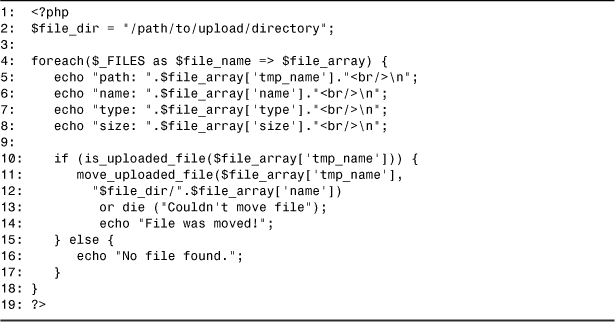 1: <?php
2: $file_dir = "/path/to/upload/directory";
3:
4: foreach($_FILES as $file_name => $file_array) {
5:    echo "path: ".$file_array['tmp_name']."<br/>\n";
6:    echo "name: ".$file_array['name']."<br/>\n";
7:    echo "type: ".$file_array['type']."<br/>\n";
8:    echo "size: ".$file_array['size']."<br/>\n";
9:
10:    if (is_uploaded_file($file_array['tmp_name'])) {
11:       move_uploaded_file($file_array['tmp_name'],
12:         "$file_dir/".$file_array['name'])
13:          or die ("Couldn't move file");
14:          echo "File was moved!";
15:    } else {
16:       echo "No file found.";
17:    }
18: }
19: ?>